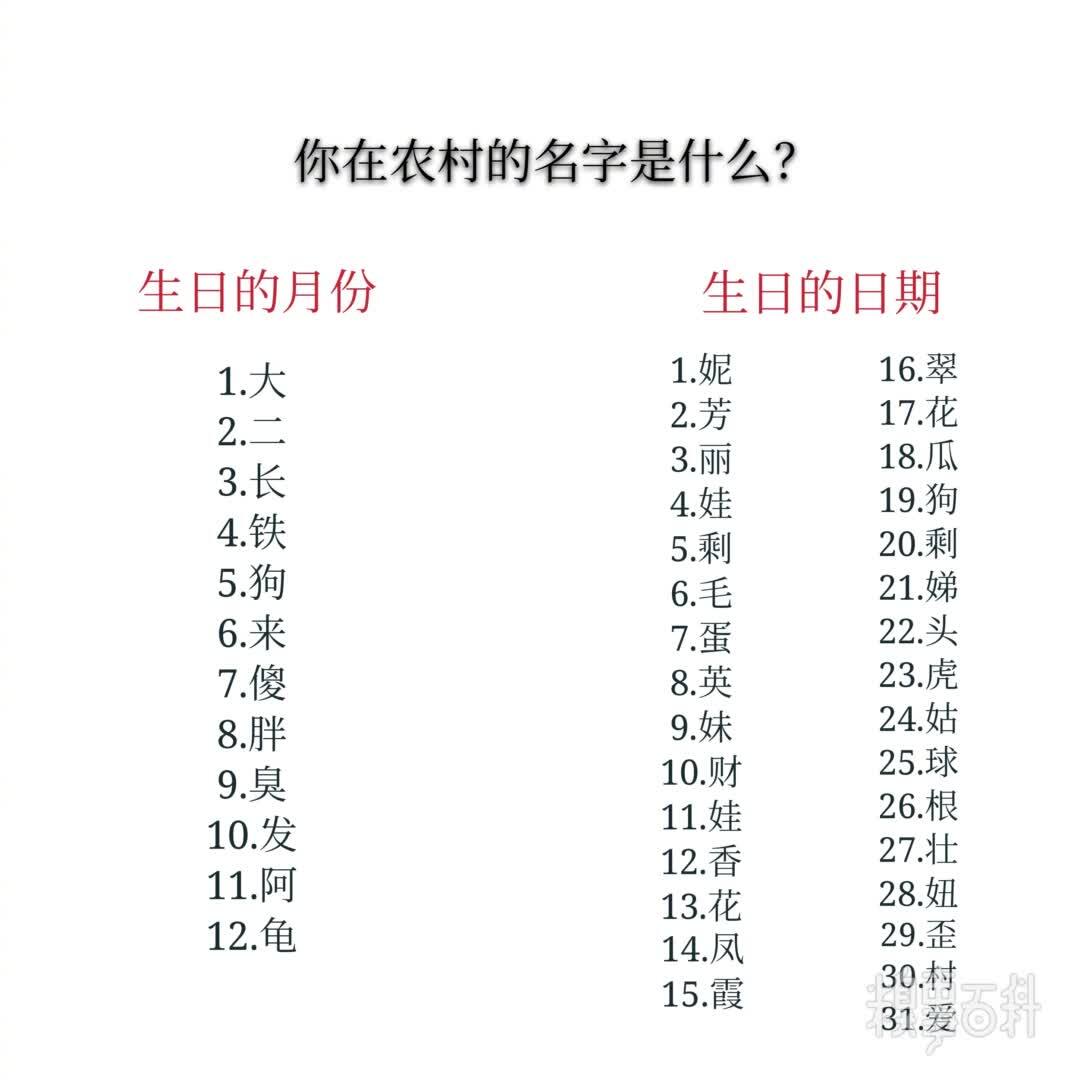 你在农村的名字是什么?
生日的月份
1.大
2.二
3.长
4.铁
5.狗
6.来
7.傻
8.胖
9.臭
10.发
11.阿
12.龟
生日的日期
1.妮
2.芳
3.丽
4.娃
5.剩
6.毛
7.蛋
8.英
9.妹
10.财
11.娃
12.香
13.花
14.凤
15.霞
16.翠
17.花
18.瓜
19.狗
20.剩
21.娣
22.头
23.虎
24.姑
25.球
26.根
27.壮
28.妞
29.歪
30.村
31.爱
糗事百科